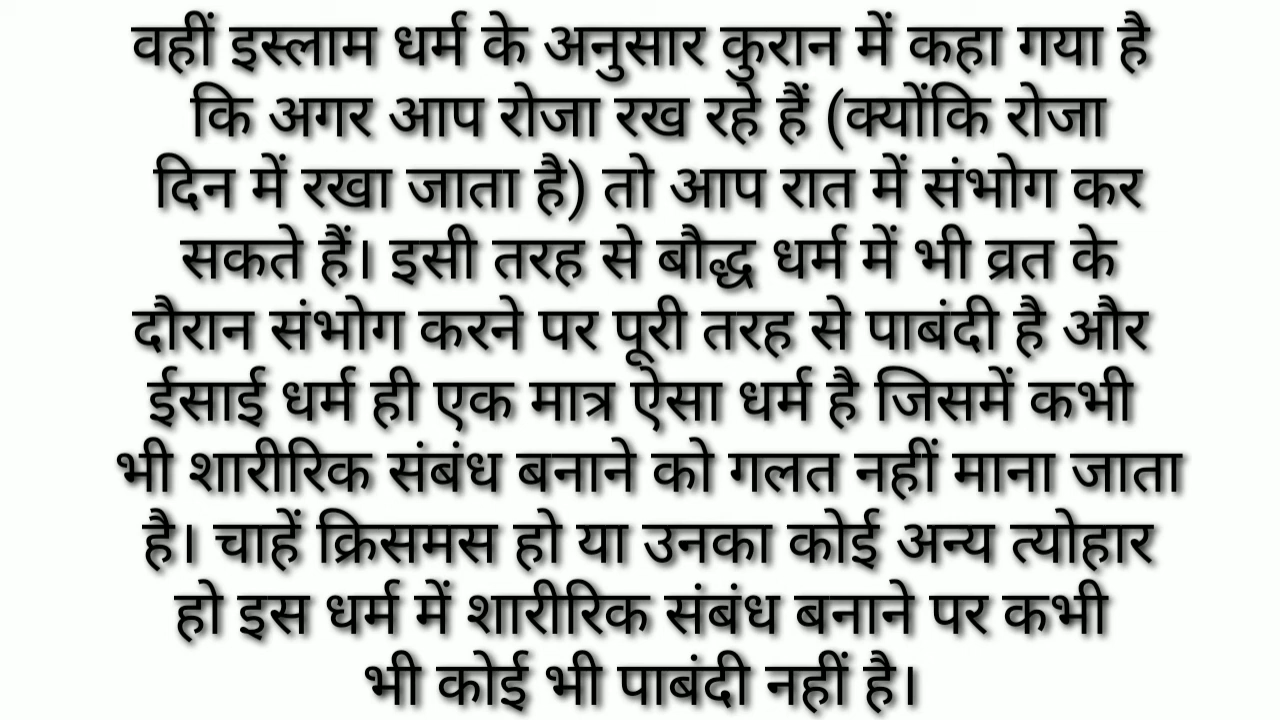 वहीं इस्लाम धर्म के अनुसार कुरान में कहा गया है
कि अगर आप रोजा रख रहे हैं (क्योंकि रोजा
दिन में रखा जाता है) तो आप रात में संभोग कर
सकते हैं। इसी तरह से बौद्ध धर्म में भी व्रत के
दौरान संभोग करने पर पूरी तरह से पाबंदी है और
ईसाई धर्म ही एक मात्र ऐसा धर्म है जिसमें कभी
भी शारीरिक संबंध बनाने को गलत नहीं माना जाता
है। चाहें क्रिसमस हो या उनका कोई अन्य त्योहार
हो इस धर्म में शारीरिक संबंध बनाने पर कभी
भी कोई भी पाबंदी नहीं है।